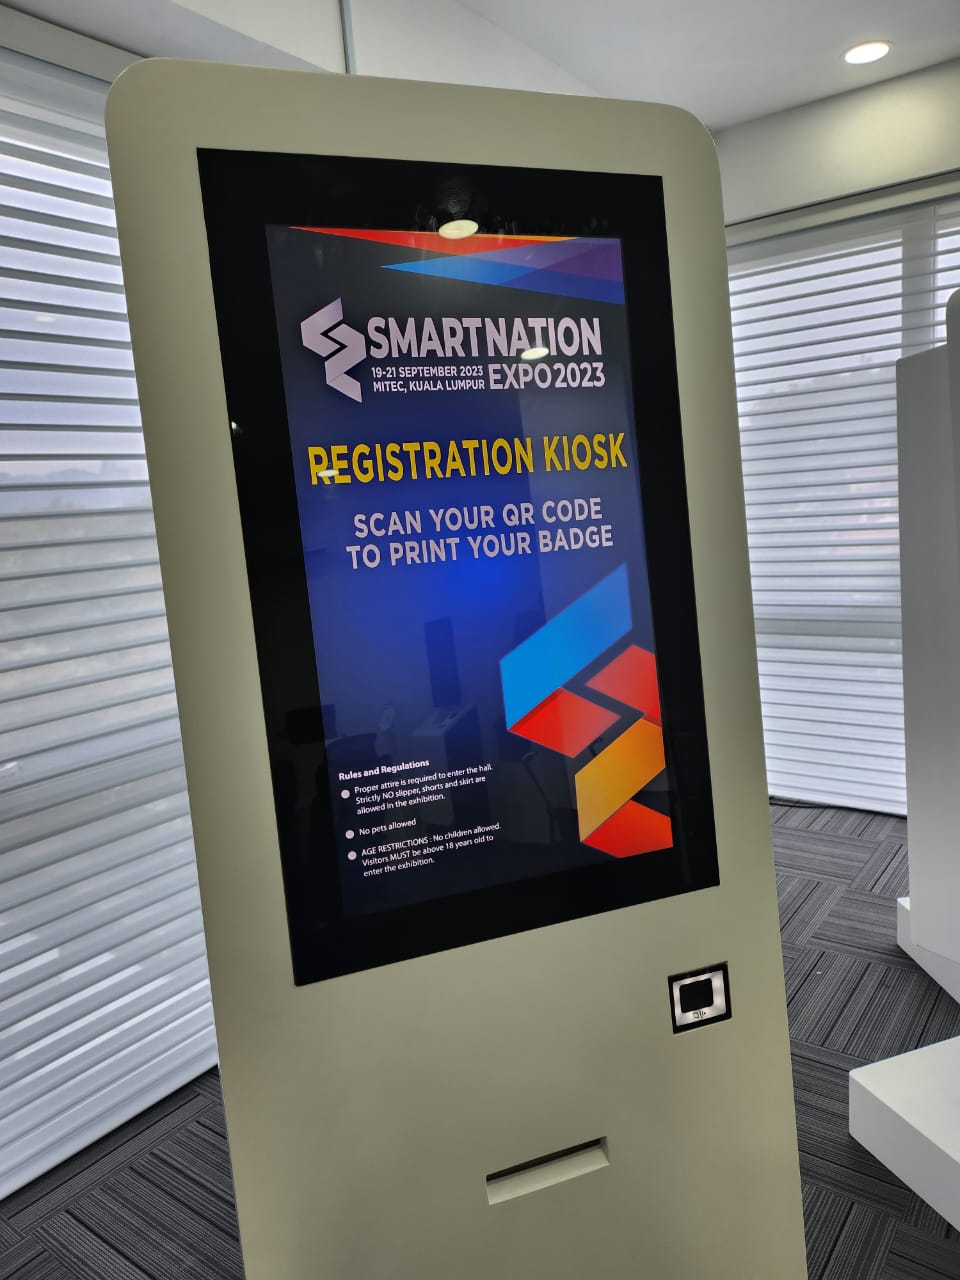 SMARTNATION
19-21 SEPTEMBER 2023
MITEC, KUALA LUMPUR
EXPO 2023
REGISTRATION KIOSK
SCAN YOUR QR CODE
TO PRINT YOUR BADGE
Rules and Regulations
Proper attire is required to enter the hall.
Strictly NO slipper, shorts and skirt are
allowed in the exhibition.
No pets allowed
AGE RESTRICTIONS : No children allowed.
Visitors MUST be above 18 years old to
enter the exhibition.